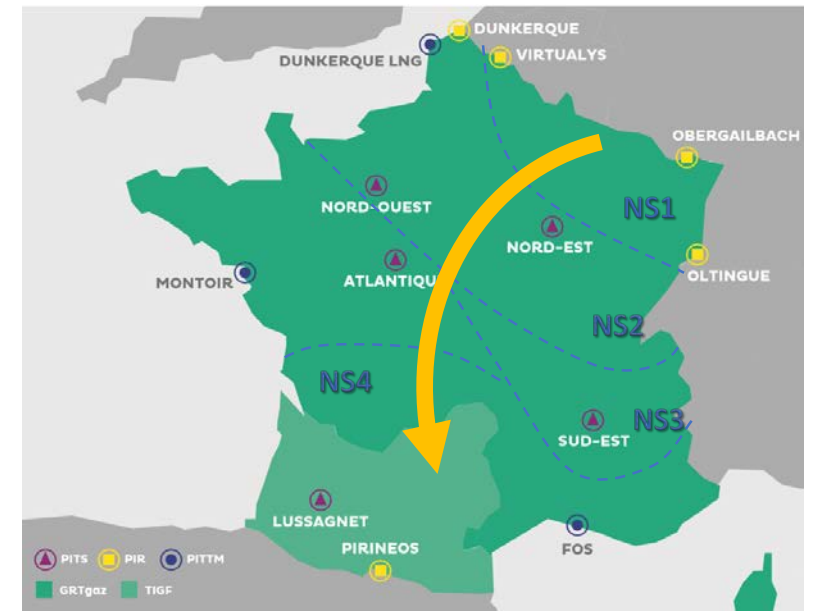 DUNKERQUE
DUNKERQUE LNG
VIRTUALYS
OBERGAILBACH
NORD-OUEST
NS1
NORD-EST
MONTOIR
ATLANTIQU
OLTINGUE
NS2
NS4
NS3
SUD-EST
LUSSAGNET
FOS
PIRINEOS
PITS PIR PITTM
GRTgaz TIGF